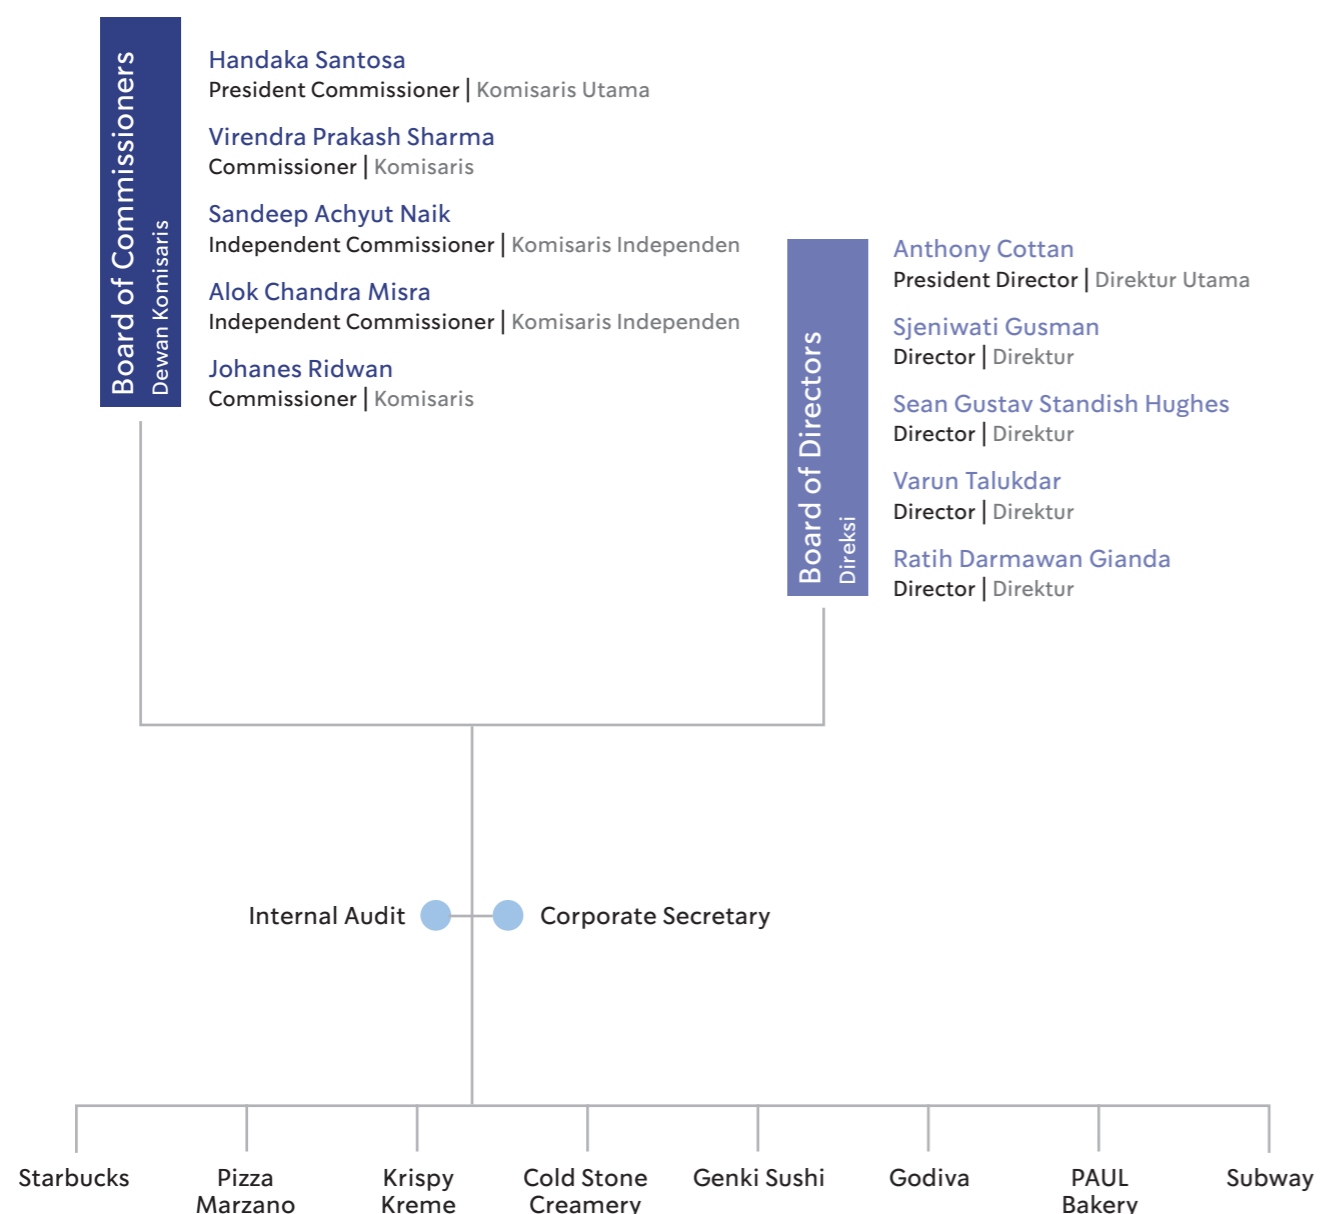 Board of Commissioners
Dewan Komisaris
Handaka Santosa
President Commissioner | Komisaris Utama
Virendra Prakash Sharma
Commissioner | Komisaris
Sandeep Achyut Naik
Independent Commissioner | Komisaris Independen
Alok Chandra Misra
Independent Commissioner | Komisaris Independen
Johanes Ridwan
Commissioner | Komisaris
Board of Directors
Direksi
Anthony Cottan
President Director | Direktur Utama
Sjeniwati Gusman
Director | Direktur
Sean Gustav Standish Hughes
Director | Direktur
Varun Talukdar
Director | Direktur
Ratih Darmawan Gianda
Director | Direktur
Internal Audit
Corporate Secretary
Starbucks
Pizza
Marzano
Krispy
Kreme
Cold Stone
Creamery
Genki Sushi
Godiva
PAUL
Bakery
Subway